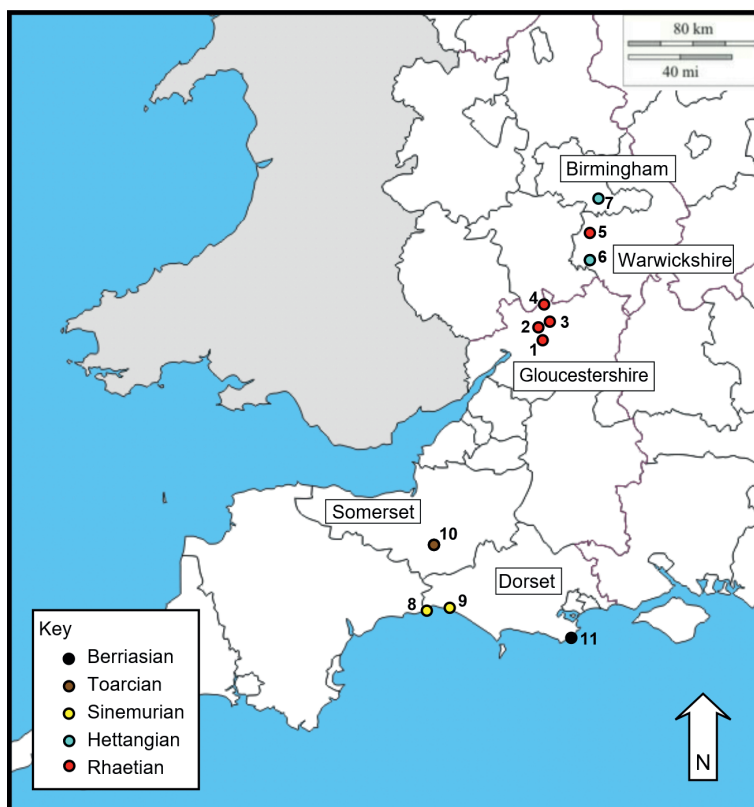 80 km
40 mi
Birmingham
7
5
6
Warwickshire
4
3
2
1
Gloucestershire
Somerset
10
Dorset
8
9
11
Key
Berriasian
Toarcian
Sinemurian
Hettangian
Rhaetian
N